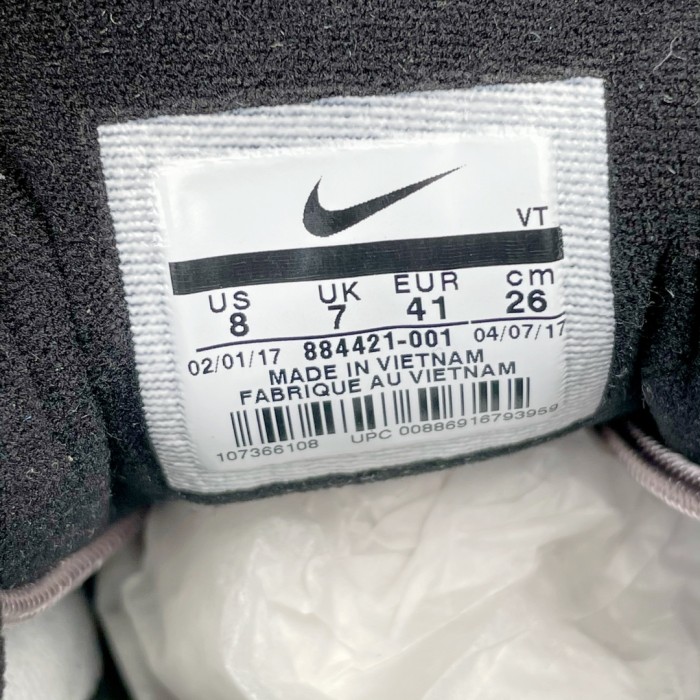 VT
US UK EUR cm
8 7 41 26
02/01/17 884421-001 04/07/17
MADE IN VIETNAM
FABRIQUE AU VIETNAM
107366108 UPC 00886916793959